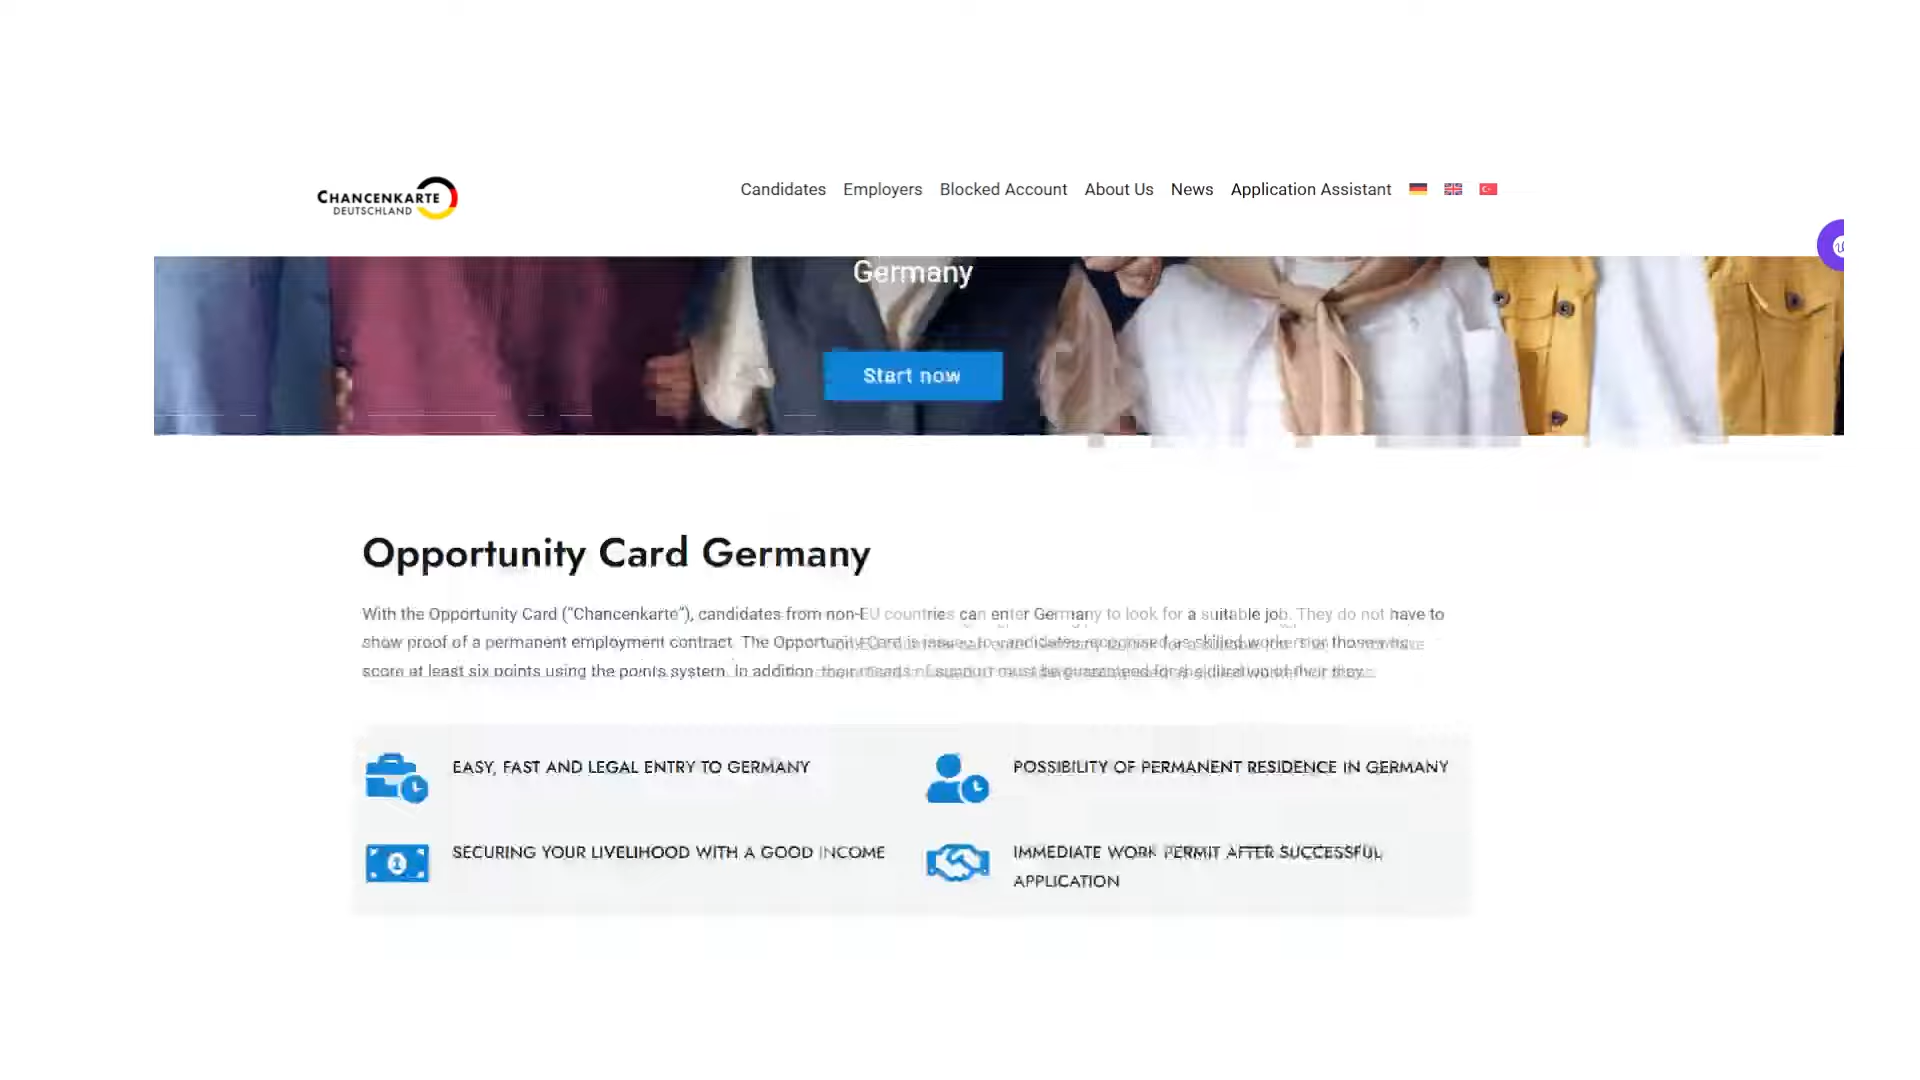 CHANCENKARTE
DEUTSCHLAND
Candidates Employers Blocked Account About Us News Application Assistant
Germany
Start now
Opportunity Card Germany
With the Opportunity Card ("Chancenkarte"), candidates from non-EU countries can enter Germany to look for a suitable job. They do not have to
show proof of a permanent employment contract. The Opportunity Card is to candidates recognised as skilled workers or those who
score at least six points using the points system. In addition their means of support must be guaranteed for the duration of their
EASY, FAST AND LEGAL ENTRY TO GERMANY
POSSIBILITY OF PERMANENT RESIDENCE IN GERMANY
SECURING YOUR LIVELIHOOD WITH A GOOD INCOME
IMMEDIATE WORK PERMIT AFTER SUCCESSFUL
APPLICATION